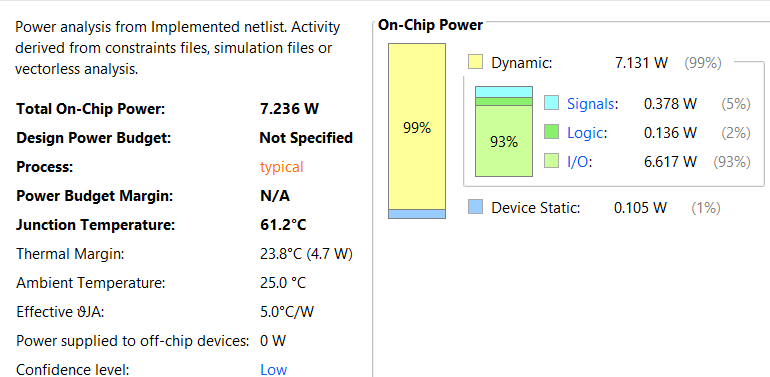 Power analysis from Implemented netlist. Activity
derived from constraints files, simulation files or
vectorless analysis.
Total On-Chip Power: 7.236 W
Design Power Budget: Not Specified
Process: typical
Power Budget Margin: N/A
Junction Temperature: 61.2°C
Thermal Margin: 23.8°C (4.7 W)
Ambient Temperature: 25.0 °C
Effective ϑJA: 5.0°C/W
Power supplied to off-chip devices: 0 W
Confidence level: Low
On-Chip Power
99%
Dynamic: 7.131 W (99%)
93%
Signals: 0.378 W (5%)
Logic: 0.136 W (2%)
I/O: 6.617 W (93%)
Device Static: 0.105 W (1%)